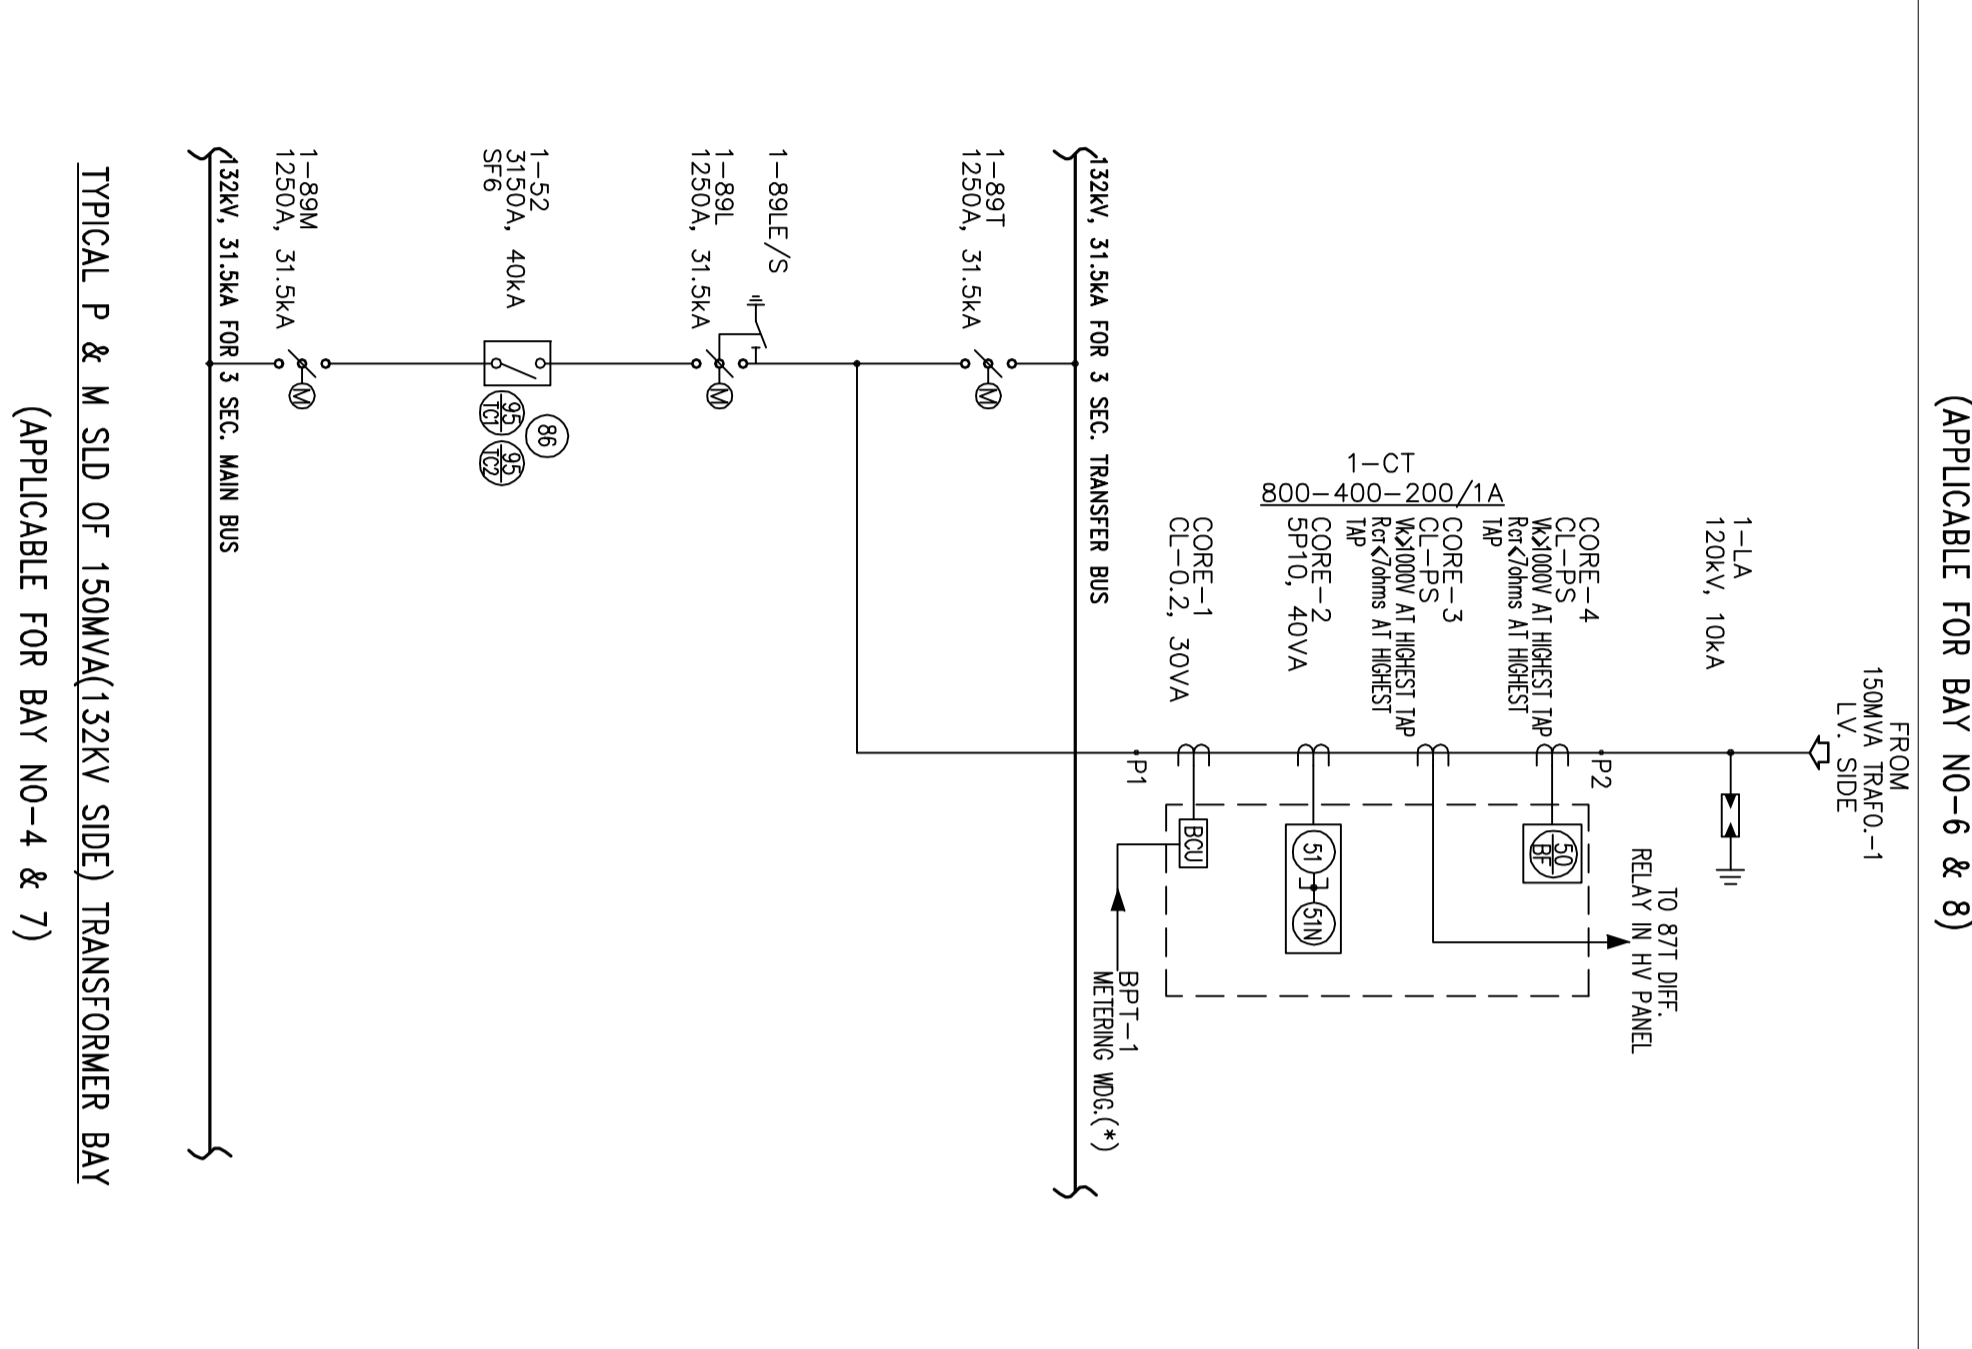 (APPLICABLE FOR BAY NO-6 & 8)
FROM
150MVA TRAFO.-1
LV. SIDE
1-LA
120kV, 10kA
TO 87T DIFF.
RELAY IN HV PANEL
P2
CORE-4
CL-PS
Vk>1000V AT HIGHEST TAP
RCT<7ohms AT HIGHEST
TAP
50
BF
1-CT
800-400-200/1A
CORE-3
CL-PS
Vk>1000V AT HIGHEST TAP
RCT<7ohms AT HIGHEST
TAP
CORE-2
5P10, 40VA
51
51N
CORE-1
CL-0.2, 30VA
BCU
P1
BPT-1
METERING WDG.(*)
132kV, 31.5kA FOR 3 SEC. TRANSFER BUS
1-89T
1250A, 31.5kA
M
1-89LE/S
1-89L
1250A, 31.5kA
M
1-52
3150A, 40kA
SF6
86
95
TC1
95
TC2
1-89M
1250A, 31.5kA
M
132kV, 31.5kA FOR 3 SEC. MAIN BUS
TYPICAL P & M SLD OF 150MVA(132KV SIDE) TRANSFORMER BAY
(APPLICABLE FOR BAY NO-4 & 7)